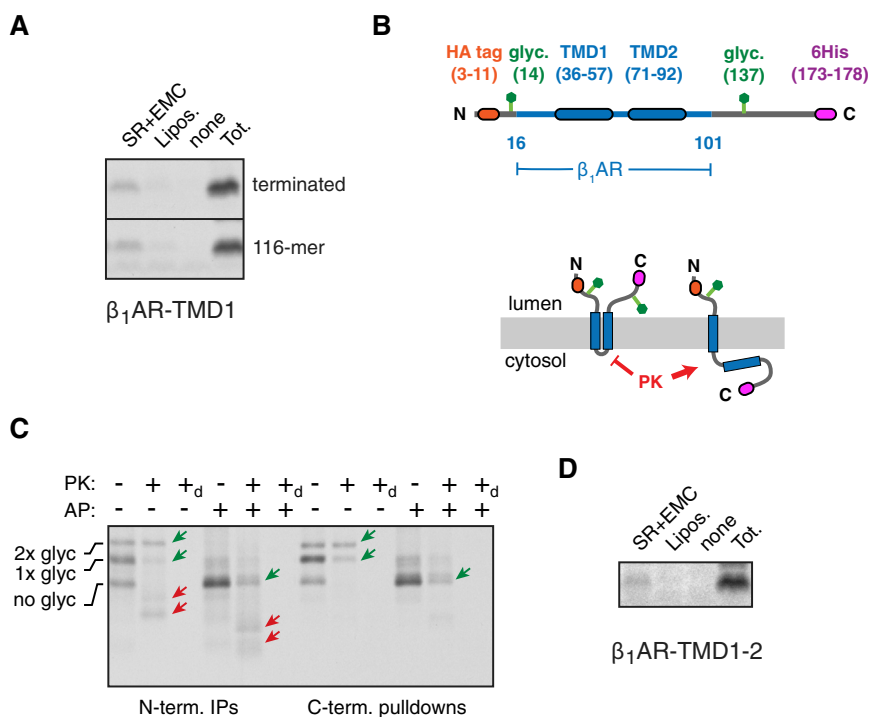 A
SR+EMC
Lipos.
none
Tot.
terminated
116-mer
β1AR-TMD1
B
HA tag glyc. TMD1 TMD2 glyc. 6His
(3-11) (14) (36-57) (71-92) (137) (173-178)
N C
16 101
β1AR
N C N
lumen
cytosol
PK
C
C
PK: - + +d - + +d - + +d - + +d
AP: - - - + + + - - - + + +
2x glyc
1x glyc
no glyc
N-term. IPs C-term. pulldowns
D
SR+EMC
Lipos.
none
Tot.
β1AR-TMD1-2